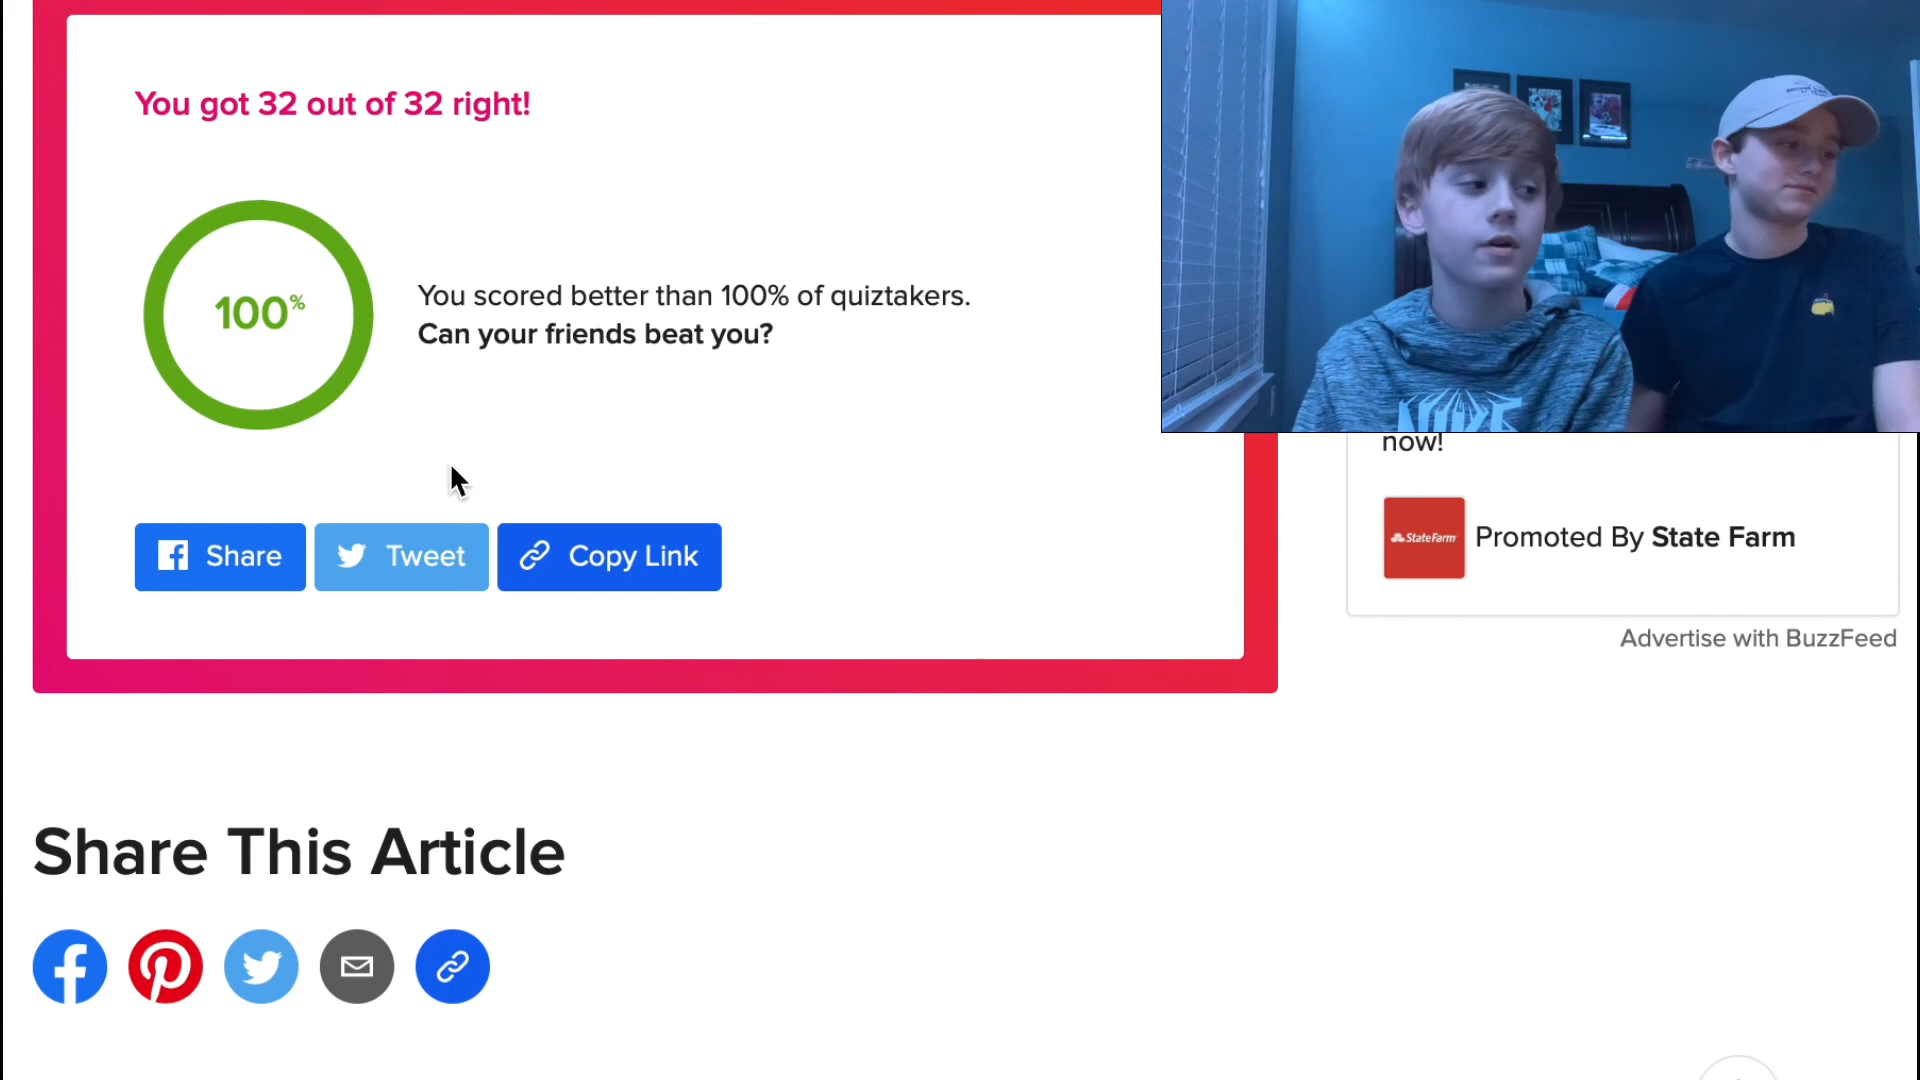 You got 32 out of 32 right!
100%
You scored better than 100% of quiztakers.
Can your friends beat you?
Share
Tweet
Copy Link
NIKE
now!
StateFarm
Promoted By State Farm
Advertise with BuzzFeed
Share This Article